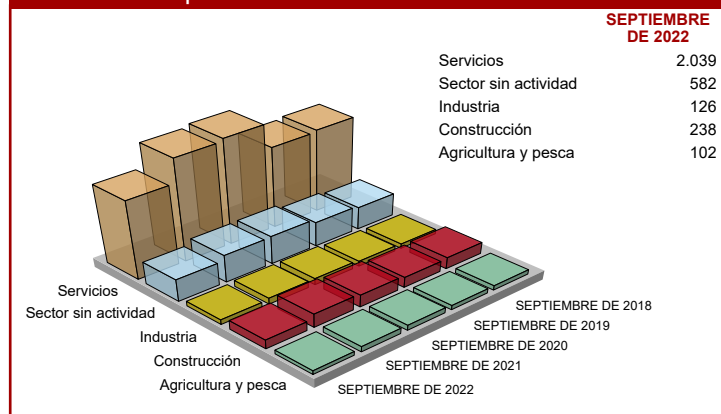 SEPTIEMBRE
DE 2022
Servicios 2.039
Sector sin actividad 582
Industria 126
Construcción 238
Agricultura y pesca 102
Servicios
Sector sin actividad
Industria
Construcción
Agricultura y pesca
SEPTIEMBRE DE 2018
SEPTIEMBRE DE 2019
SEPTIEMBRE DE 2020
SEPTIEMBRE DE 2021
SEPTIEMBRE DE 2022